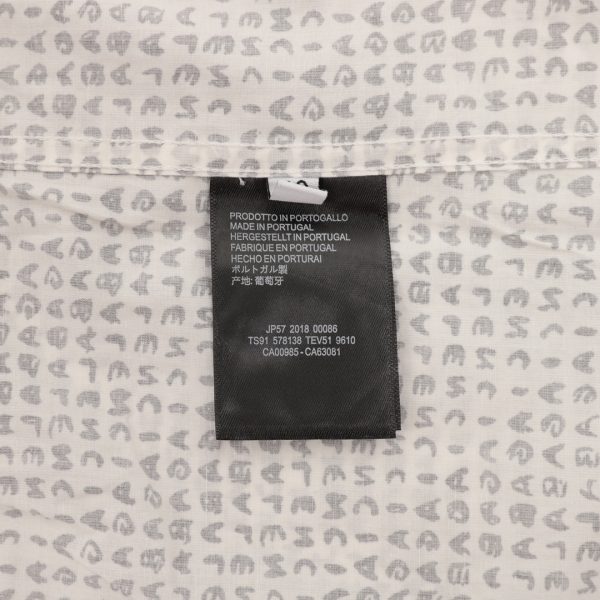 PRODOTTO IN PORTOGALLO
MADE IN PORTUGAL
HERGESTELLT IN PORTUGAL
FABRIQUE EN PORTUGAL
HECHO EN PORTURAI
ポルトガル製
产地: 葡萄牙
JP57 2018 00086
TS91 578138 TEV51 9610
CA00985-CA63081